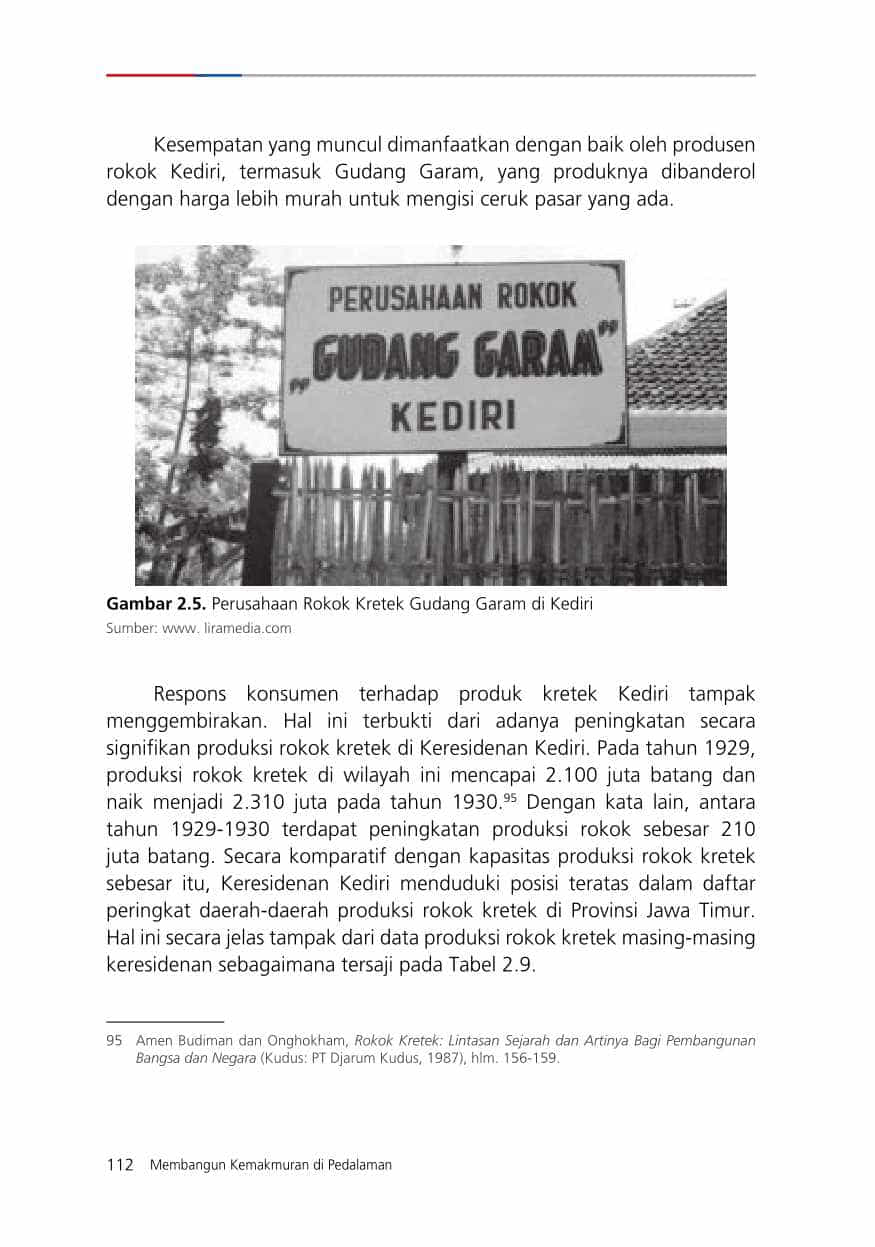 Kesempatan yang muncul dimanfaatkan dengan baik oleh produsen
rokok Kediri, termasuk Gudang Garam, yang produknya dibanderol
dengan harga lebih murah untuk mengisi ceruk pasar yang ada.
PERUSAHAAN ROKOK
„GUDANG GARAM”
KEDIRI
Gambar 2.5. Perusahaan Rokok Kretek Gudang Garam di Kediri
Sumber: www. liramedia.com
Respons konsumen terhadap produk kretek Kediri tampak
menggembirakan. Hal ini terbukti dari adanya peningkatan secara
signifikan produksi rokok kretek di Keresidenan Kediri. Pada tahun 1929,
produksi rokok kretek di wilayah ini mencapai 2.100 juta batang dan
naik menjadi 2.310 juta pada tahun 1930.⁹⁵ Dengan kata lain, antara
tahun 1929-1930 terdapat peningkatan produksi rokok sebesar 210
juta batang. Secara komparatif dengan kapasitas produksi rokok kretek
sebesar itu, Keresidenan Kediri menduduki posisi teratas dalam daftar
peringkat daerah-daerah produksi rokok kretek di Provinsi Jawa Timur.
Hal ini secara jelas tampak dari data produksi rokok kretek masing-masing
keresidenan sebagaimana tersaji pada Tabel 2.9.
95 Amen Budiman dan Onghokham, Rokok Kretek: Lintasan Sejarah dan Artinya Bagi Pembangunan
Bangsa dan Negara (Kudus: PT Djarum Kudus, 1987), hlm. 156-159.
112 Membangun Kemakmuran di Pedalaman